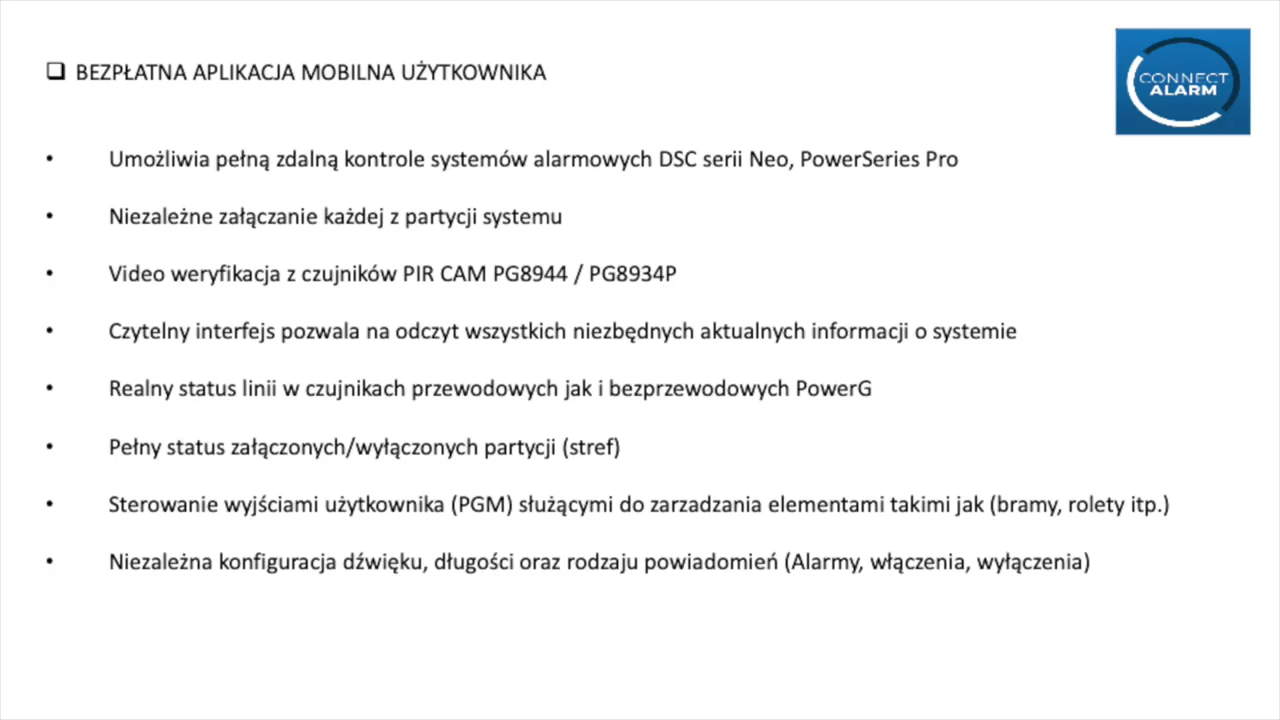 ❑ BEZPŁATNA APLIKACJA MOBILNA UŻYTKOWNIKA
CONNECT
ALARM
• Umożliwia pełną zdalną kontrole systemów alarmowych DSC serii Neo, PowerSeries Pro
• Niezależne załączanie każdej z partycji systemu
• Video weryfikacja z czujników PIR CAM PG8944 / PG8934P
• Czytelny interfejs pozwala na odczyt wszystkich niezbędnych aktualnych informacji o systemie
• Realny status linii w czujnikach przewodowych jak i bezprzewodowych PowerG
• Pełny status załączonych/wyłączonych partycji (stref)
• Sterowanie wyjściami użytkownika (PGM) służącymi do zarzadzania elementami takimi jak (bramy, rolety itp.)
• Niezależna konfiguracja dźwięku, długości oraz rodzaju powiadomień (Alarmy, włączenia, wyłączenia)